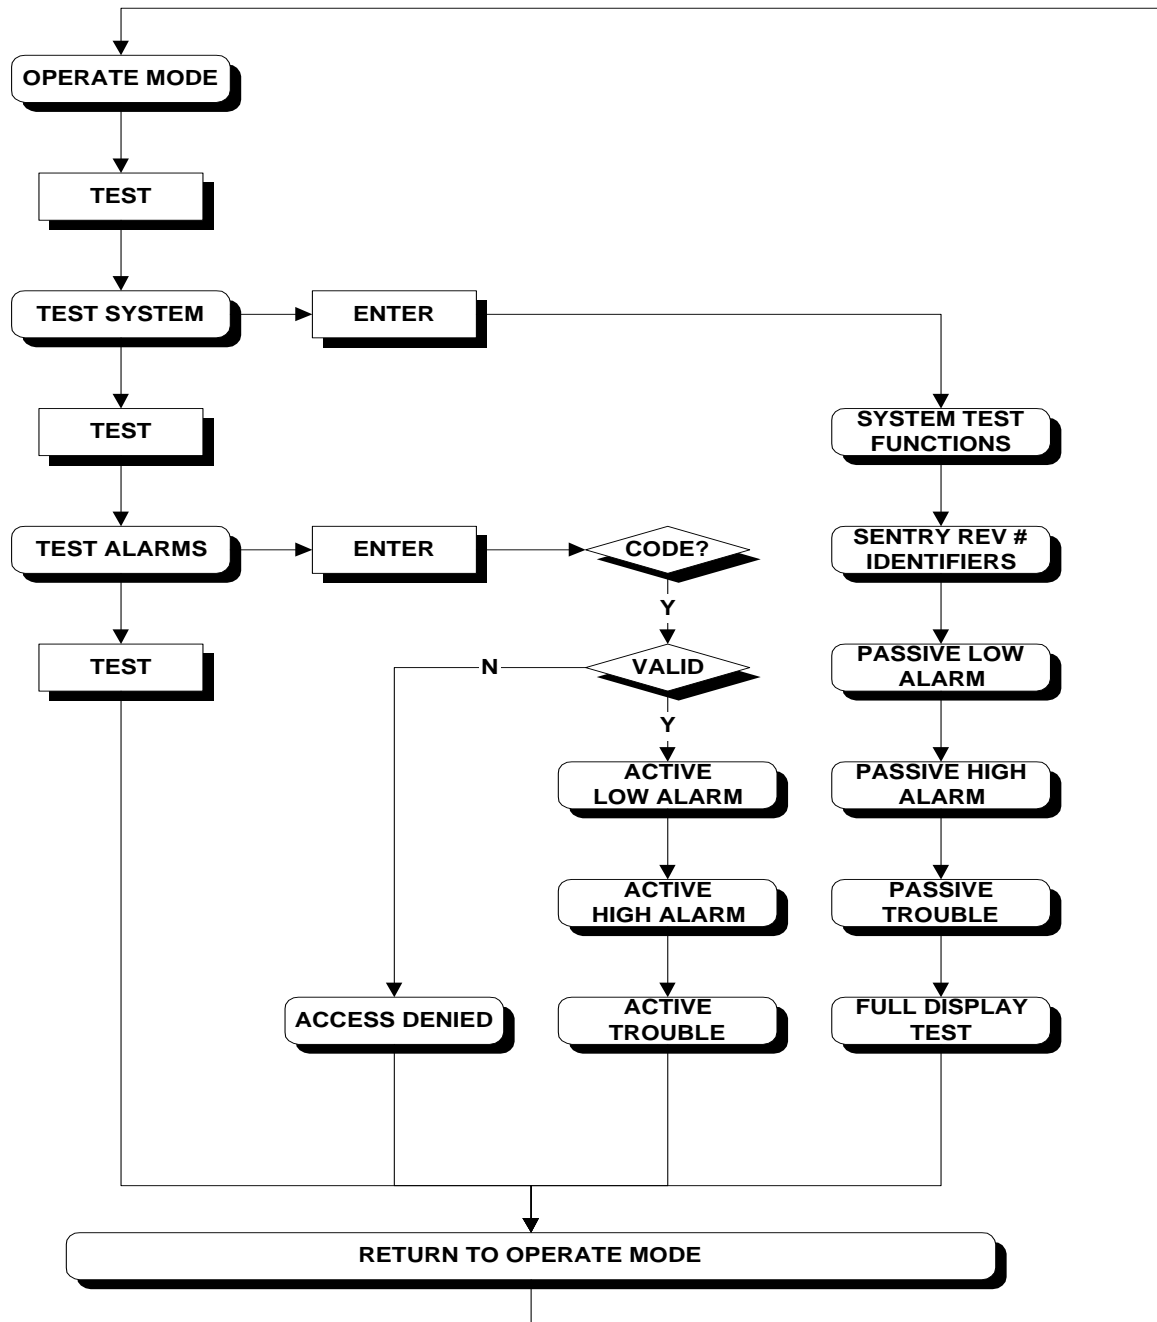 OPERATE MODE
TEST
TEST SYSTEM
ENTER
TEST
SYSTEM TEST
FUNCTIONS
TEST ALARMS
ENTER
CODE?
SENTRY REV #
IDENTIFIERS
Y
TEST
N
VALID
PASSIVE LOW
ALARM
Y
ACTIVE
LOW ALARM
PASSIVE HIGH
ALARM
ACTIVE
HIGH ALARM
PASSIVE
TROUBLE
ACCESS DENIED
ACTIVE
TROUBLE
FULL DISPLAY
TEST
RETURN TO OPERATE MODE